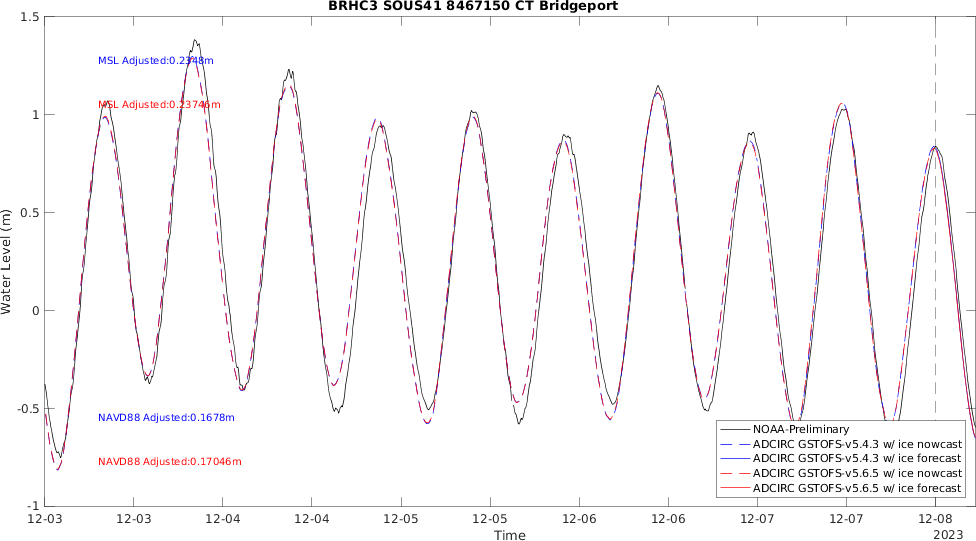 BRHC3 SOUS41 8467150 CT Bridgeport
1.5
MSL Adjusted:0.2348m
MSL Adjusted:0.23746m
1
0.5
Water Level (m)
0
-0.5
NAVD88 Adjusted:0.1678m
NAVD88 Adjusted:0.17046m
NOAA-Preliminary
ADCIRC GSTOFS-v5.4.3 w/ ice nowcast
ADCIRC GSTOFS-v5.4.3 w/ ice forecast
ADCIRC GSTOFS-v5.6.5 w/ ice nowcast
ADCIRC GSTOFS-v5.6.5 w/ ice forecast
-1
12-03 12-03 12-04 12-04 12-05 12-05 12-06 12-06 12-07 12-07 12-08
Time
2023